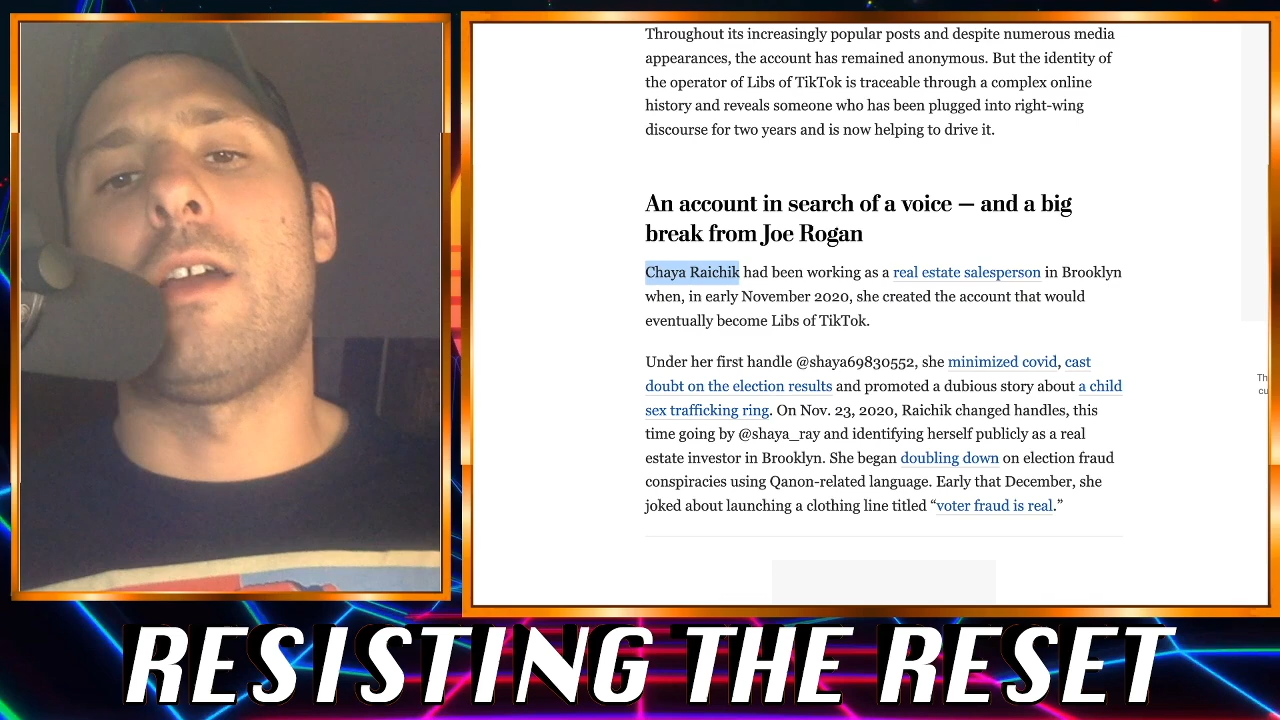 Throughout its increasingly popular posts and despite numerous media
appearances, the account has remained anonymous. But the identity of
the operator of Libs of TikTok is traceable through a complex online
history and reveals someone who has been plugged into right-wing
discourse for two years and is now helping to drive it.
An account in search of a voice — and a big
break from Joe Rogan
Chaya Raichik had been working as a real estate salesperson in Brooklyn
when, in early November 2020, she created the account that would
eventually become Libs of TikTok.
Under her first handle @shaya69830552, she minimized covid, cast
doubt on the election results and promoted a dubious story about a child
sex trafficking ring. On Nov. 23, 2020, Raichik changed handles, this
time going by @shaya_ray and identifying herself publicly as a real
estate investor in Brooklyn. She began doubling down on election fraud
conspiracies using Qanon-related language. Early that December, she
joked about launching a clothing line titled “voter fraud is real.”
Th
cu
RESISTING THE RESET